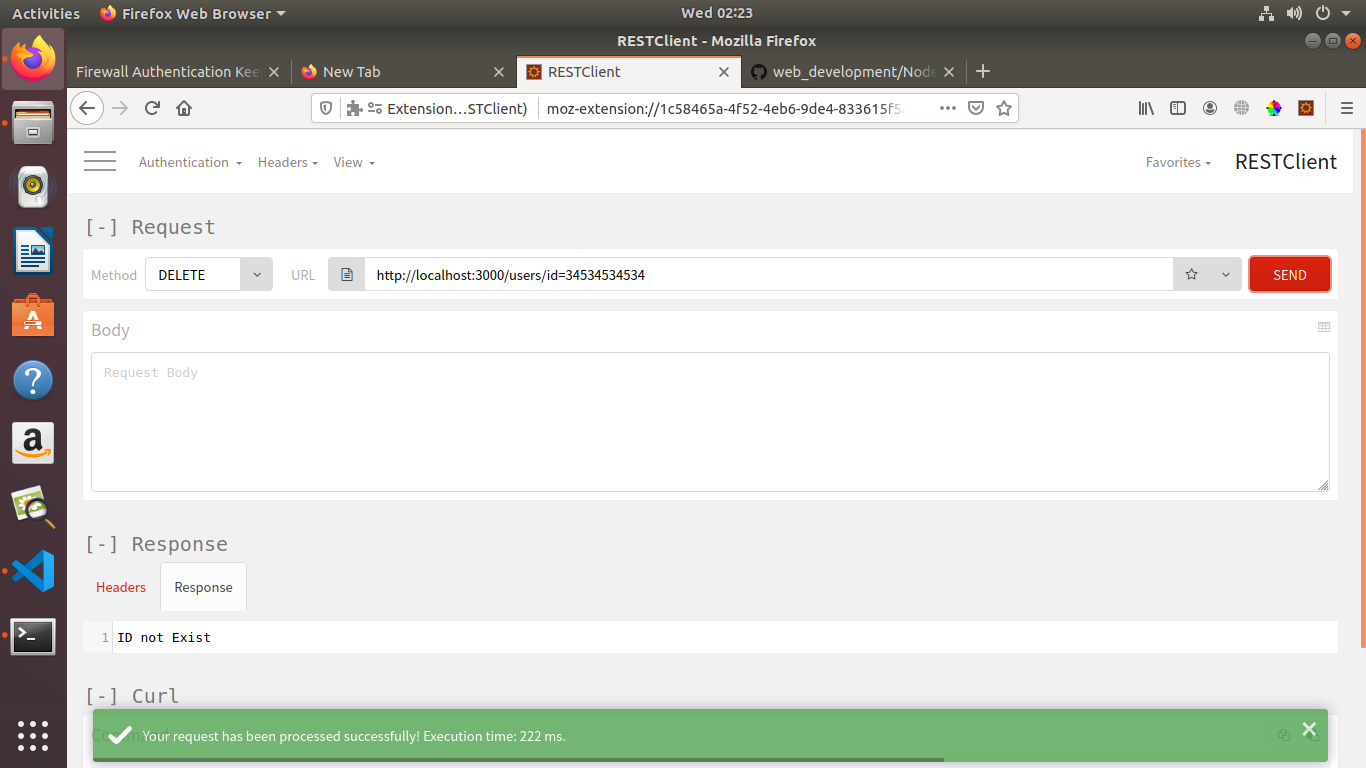 Activities Firefox Web Browser Wed 02:23
RESTClient - Mozilla Firefox
Firewall Authentication Kee New Tab RESTClient web_development/Node
Extension…STClient) moz-extension://1c58465a-4f52-4eb6-9de4-833615f5
Authentication Headers View Favorites RESTClient
[-] Request
Method DELETE URL http://localhost:3000/users/id=34534534534 SEND
Body
Request Body
[-] Response
Headers Response
1 ID not Exist
[-] Curl
Your request has been processed successfully! Execution time: 222 ms.